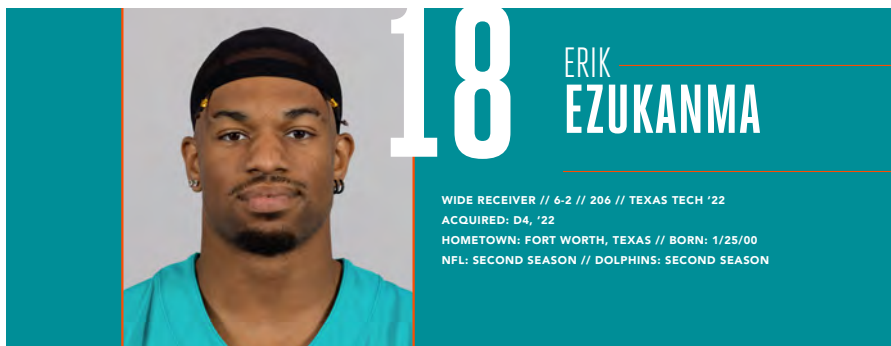 18
ERIK
EZUKANMA
WIDE RECEIVER // 6-2 // 206 // TEXAS TECH ’22
ACQUIRED: D4, ’22
HOMETOWN: FORT WORTH, TEXAS // BORN: 1/25/00
NFL: SECOND SEASON // DOLPHINS: SECOND SEASON